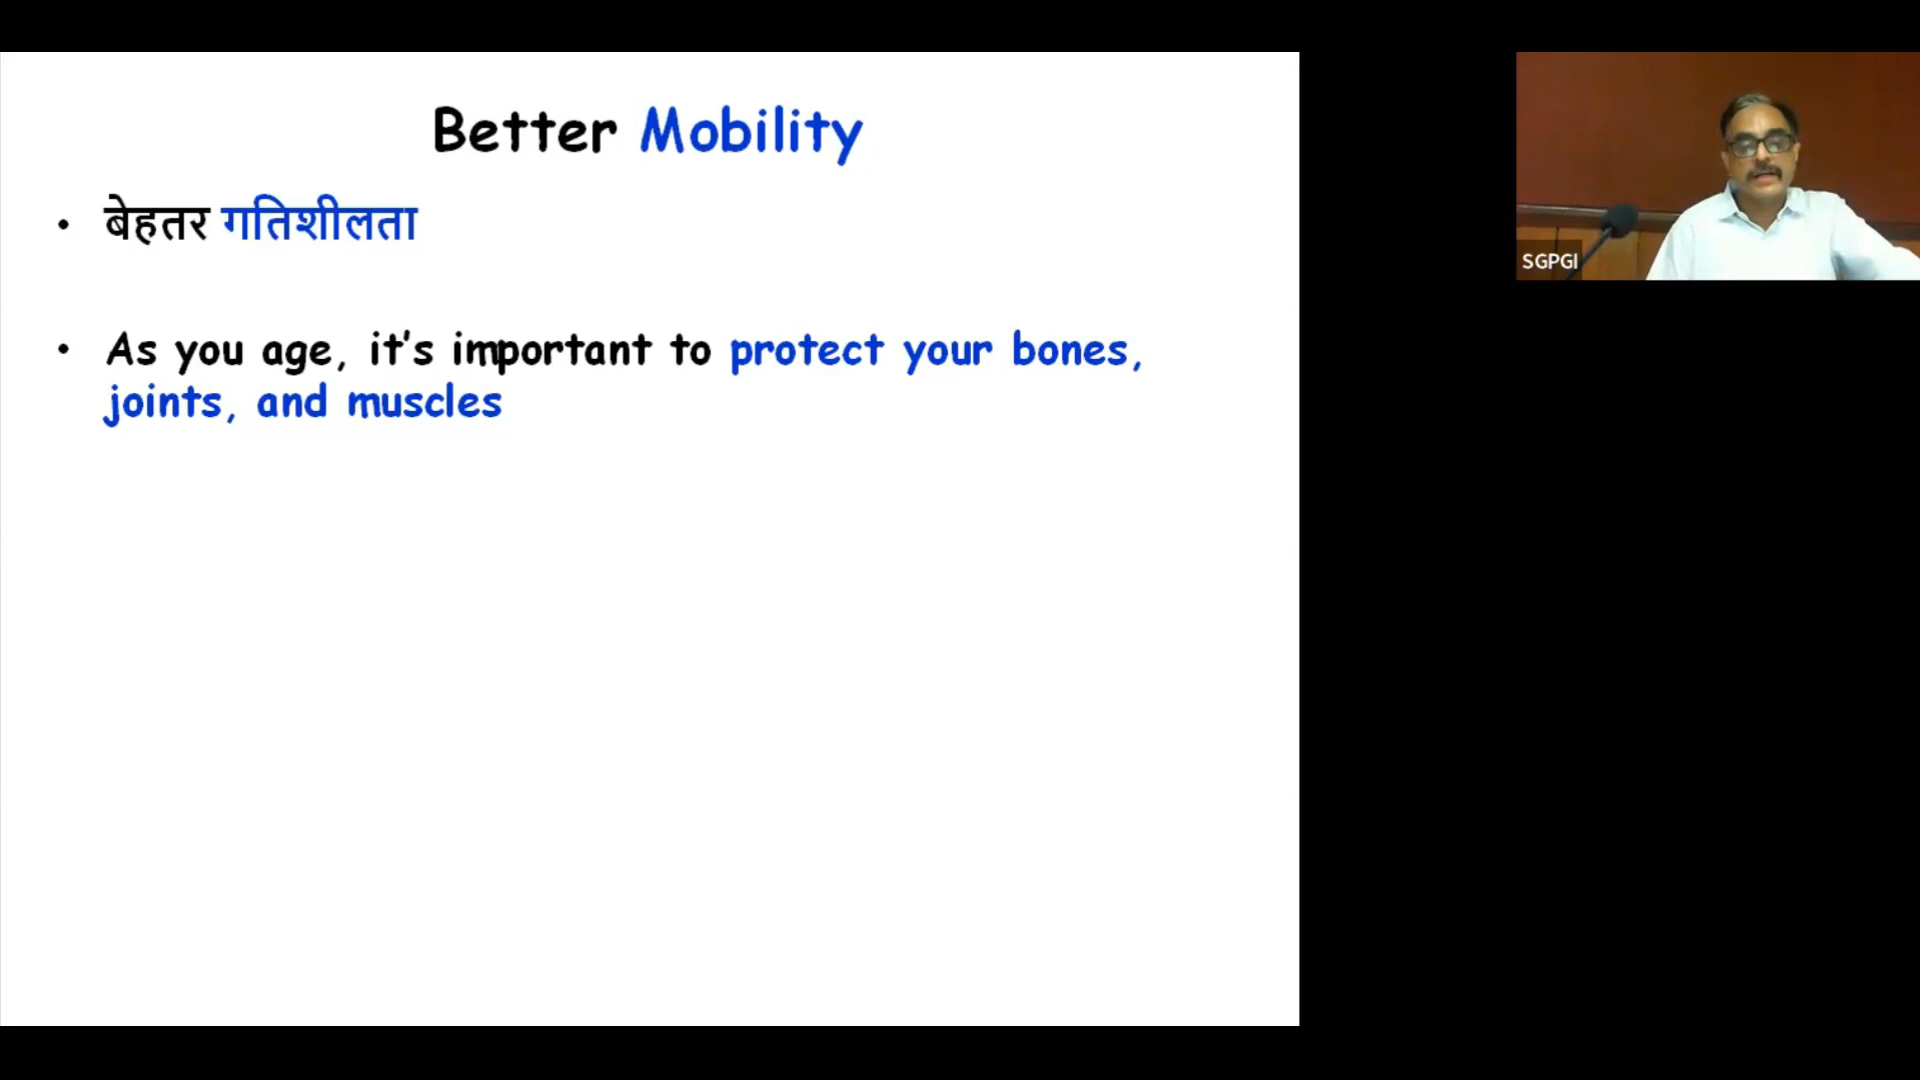 Better Mobility
• बेहतर गतिशीलता
• As you age, it's important to protect your bones,
joints, and muscles
SGPGI